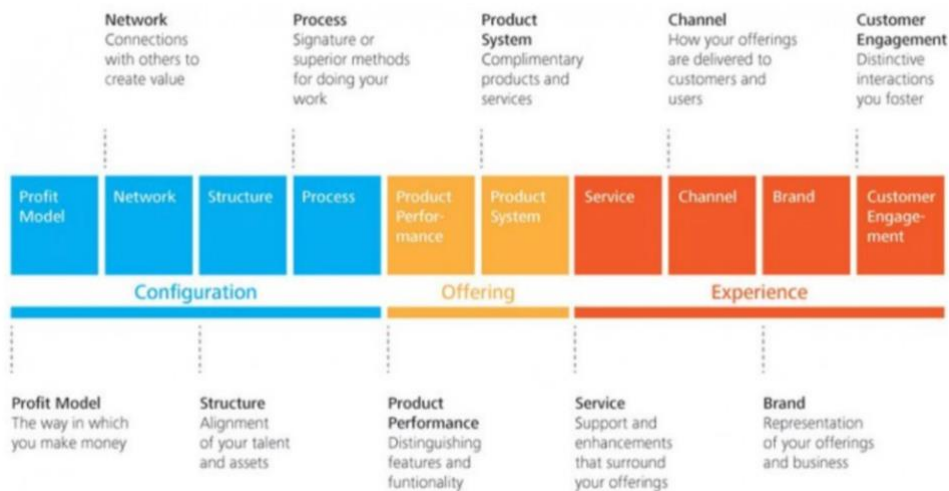 Network
Connections
with others to
create value
Process
Signature or
superior methods
for doing your
work
Product
System
Complimentary
products and
services
Channel
How your offerings
are delivered to
customers and
users
Customer
Engagement
Distinctive
interactions
you foster
Profit
Model
Network
Structure
Process
Product
Perfor-
mance
Product
System
Service
Channel
Brand
Customer
Engage-
ment
Configuration
Offering
Experience
Profit Model
The way in which
you make money
Structure
Alignment
of your talent
and assets
Product
Performance
Distinguishing
features and
funtionality
Service
Support and
enhancements
that surround
your offerings
Brand
Representation
of your offerings
and business